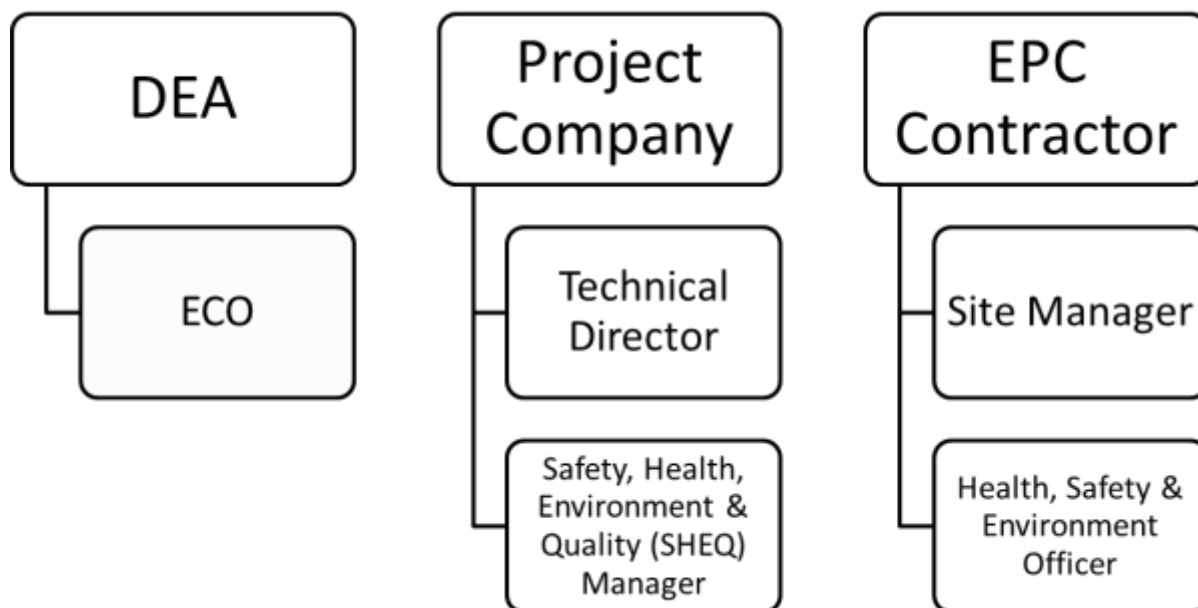 DEA
ECO
Project
Company
Technical
Director
Safety, Health,
Environment &
Quality (SHEQ)
Manager
EPC
Contractor
Site Manager
Health, Safety &
Environment
Officer